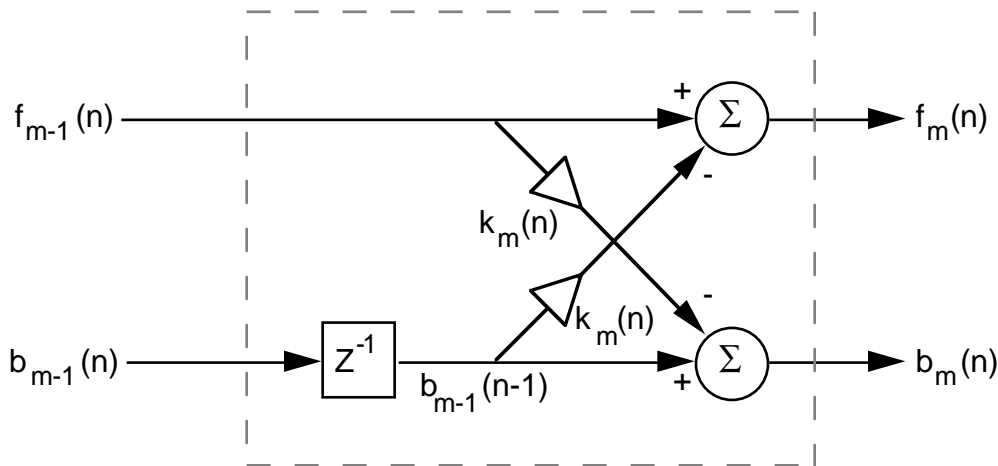 f_{m-1}(n)
+
Σ
f_m(n)
-
k_m(n)
k_m(n)
-
b_{m-1}(n)
Z^{-1}
b_{m-1}(n-1)
+
Σ
b_m(n)